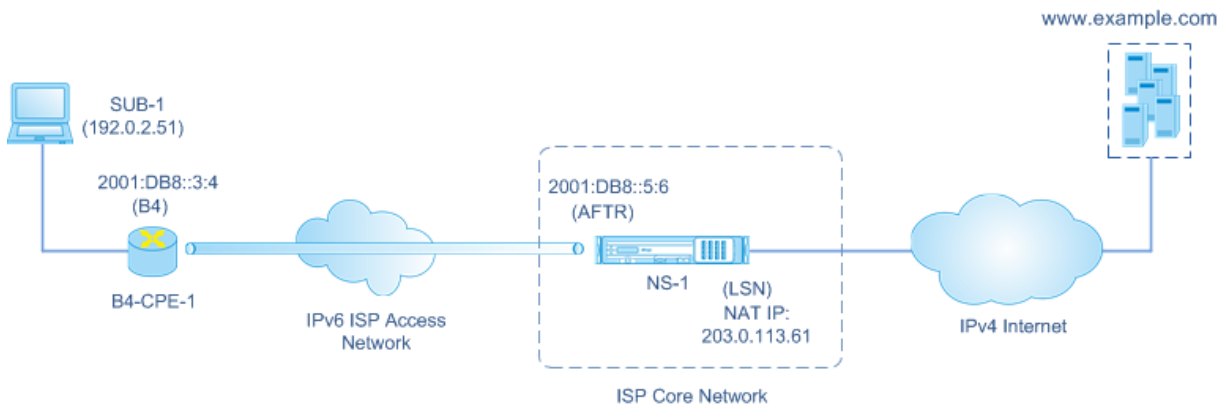 www.example.com
SUB-1
(192.0.2.51)
2001:DB8::3:4
(B4)
B4-CPE-1
IPv6 ISP Access
Network
2001:DB8::5:6
(AFTR)
NS-1
(LSN)
NAT IP:
203.0.113.61
ISP Core Network
IPv4 Internet